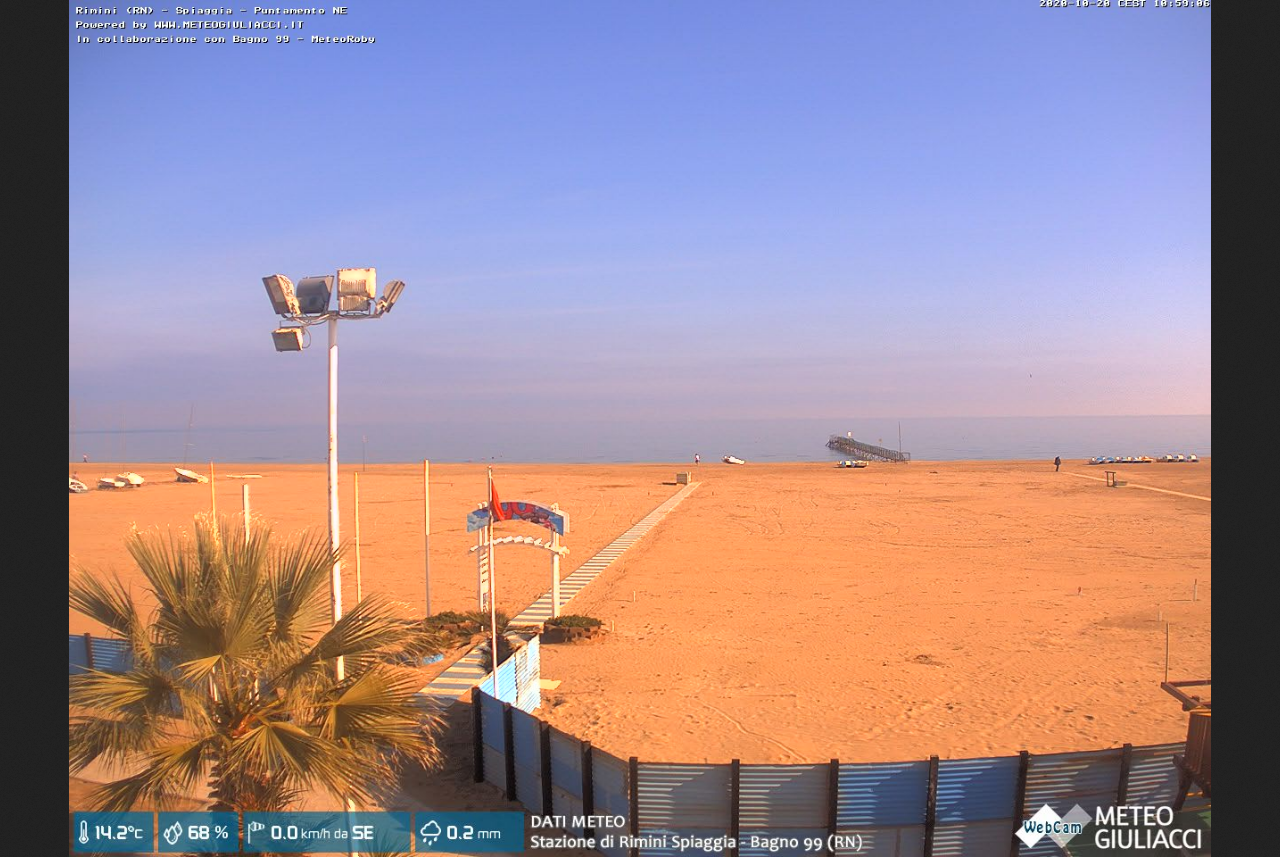 Rimini (RN) - Spiaggia - Puntamento NE
2020-10-20 CEST 10:59:06
Powered by WWW.METEOGIULIACCI.IT
In collaborazione con Bagno 99 - MeteoRoby
14.2°c
68 %
0.0 km/h da SE
0.2 mm
DATI METEO
Stazione di Rimini Spiaggia - Bagno 99 (RN)
WebCam
METEO
GIULIACCI